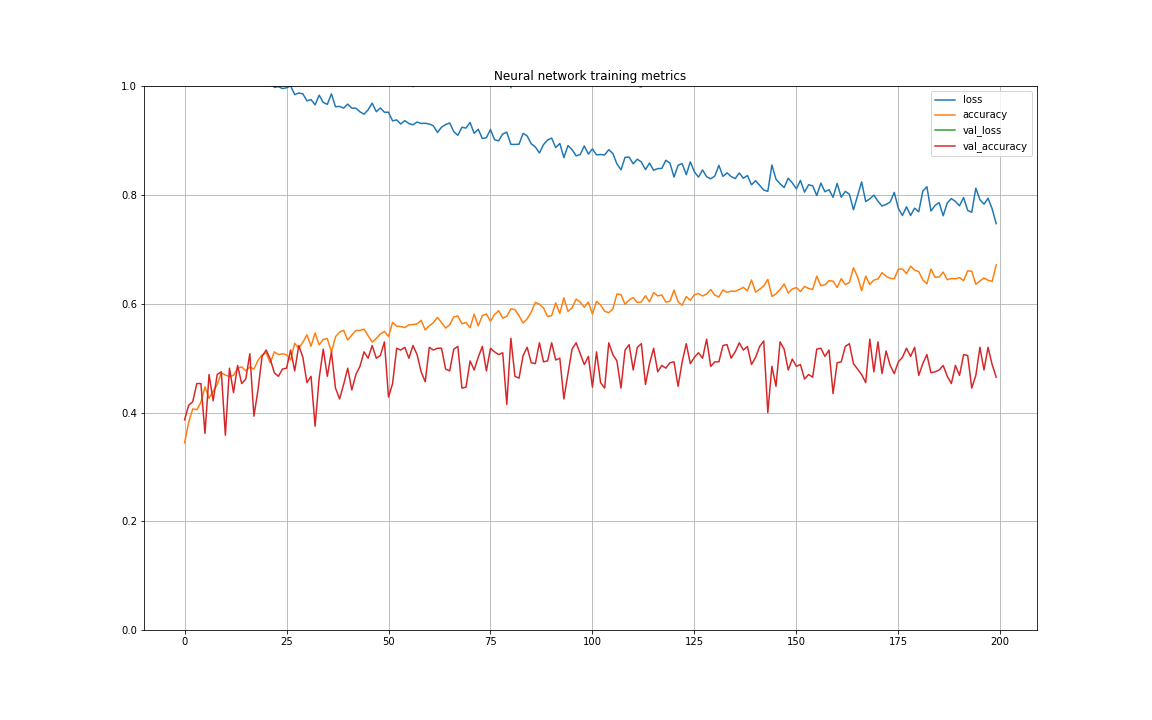 Neural network training metrics
loss
accuracy
val_loss
val_accuracy
1.0
0.8
0.6
0.4
0.2
0.0
0 25 50 75 100 125 150 175 200